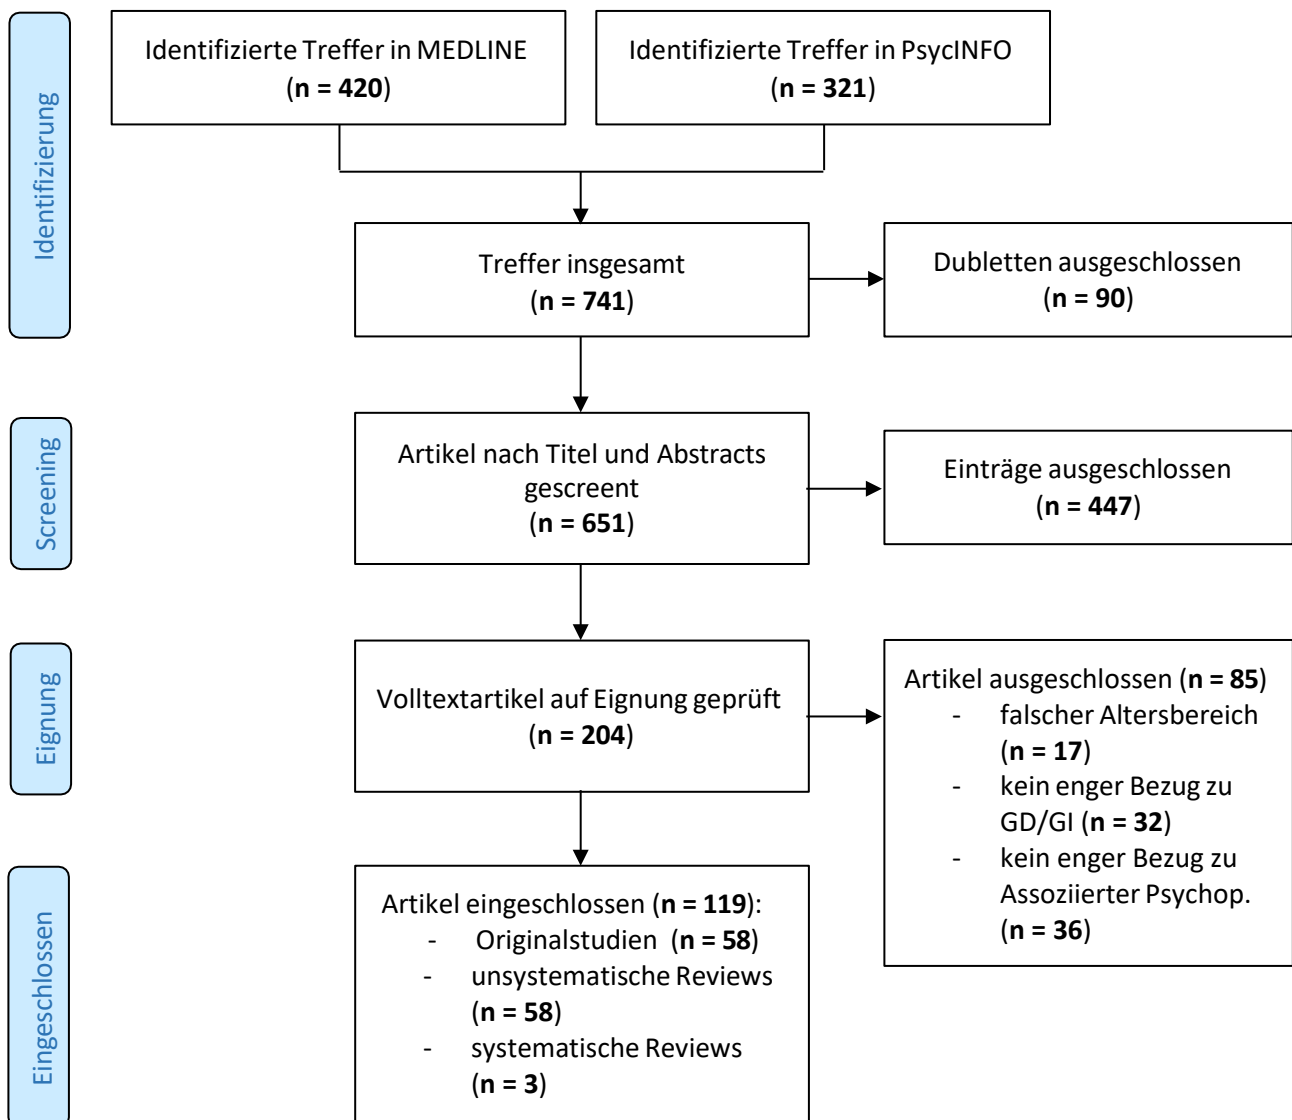 Identifizierung
Identifizierte Treffer in MEDLINE
(n = 420)
Identifizierte Treffer in PsycINFO
(n = 321)
Treffer insgesamt
(n = 741)
Dubletten ausgeschlossen
(n = 90)
Screening
Artikel nach Titel und Abstracts
gescreent
(n = 651)
Einträge ausgeschlossen
(n = 447)
Eignung
Volltextartikel auf Eignung geprüft
(n = 204)
Artikel ausgeschlossen (n = 85)
- falscher Altersbereich
(n = 17)
- kein enger Bezug zu
GD/GI (n = 32)
- kein enger Bezug zu
Assoziierter Psychop.
(n = 36)
Eingeschlossen
Artikel eingeschlossen (n = 119):
- Originalstudien (n = 58)
- unsystematische Reviews
(n = 58)
- systematische Reviews
(n = 3)